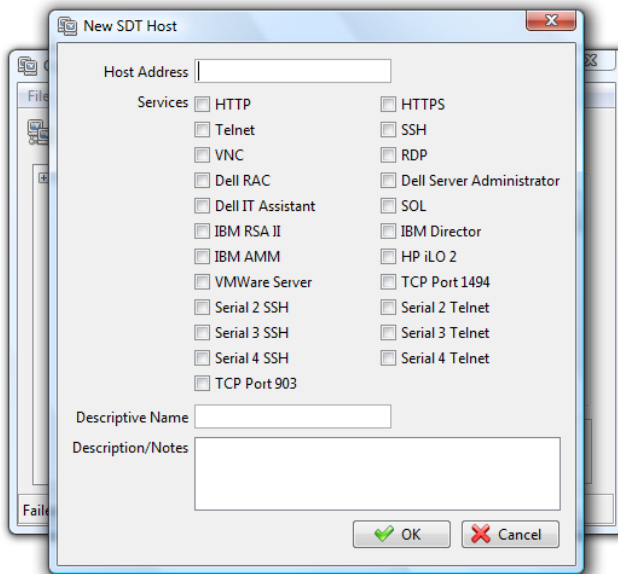 New SDT Host
File
Host Address
Services HTTP HTTPS
Telnet SSH
VNC RDP
Dell RAC Dell Server Administrator
Dell IT Assistant SOL
IBM RSA II IBM Director
IBM AMM HP iLO 2
VMWare Server TCP Port 1494
Serial 2 SSH Serial 2 Telnet
Serial 3 SSH Serial 3 Telnet
Serial 4 SSH Serial 4 Telnet
TCP Port 903
Descriptive Name
Description/Notes
OK Cancel